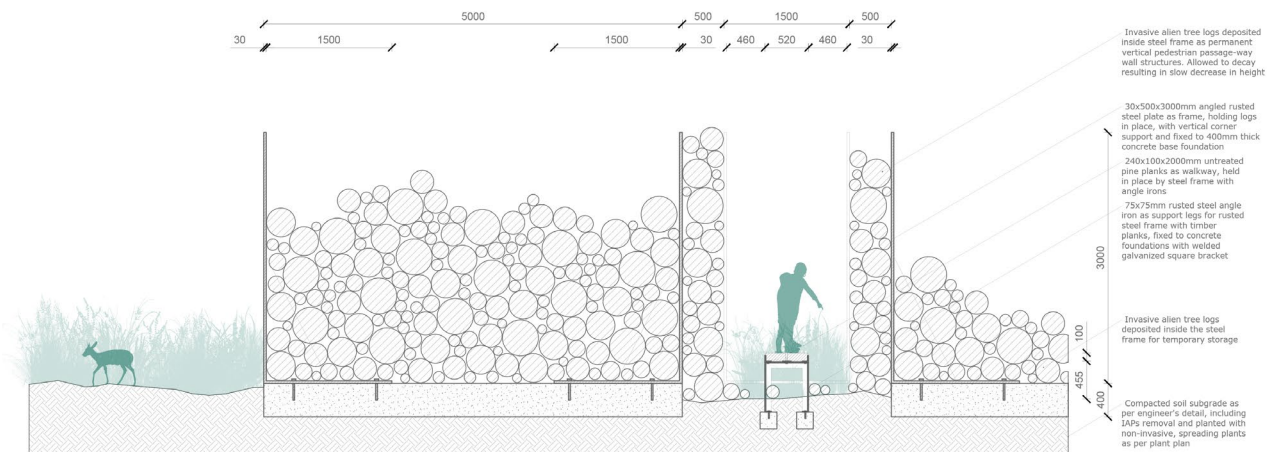 5000
500
1500
500
30
1500
1500
30
460
520
460
30
Invasive alien tree logs deposited
inside steel frame as permanent
vertical pedestrian passage-way
wall structures. Allowed to decay
resulting in slow decrease in height
30x500x3000mm angled rusted
steel plate as frame, holding logs
in place, with vertical corner
support and fixed to 400mm thick
concrete base foundation
240x100x2000mm untreated
pine planks as walkway, held
in place by steel frame with
angle irons
75x75mm rusted steel angle
iron as support legs for rusted
steel frame with timber
planks, fixed to concrete
foundations with welded
galvanized square bracket
3000
Invasive alien tree logs
deposited inside the steel
frame for temporary storage
100
455
400
Compacted soil subgrade as
per engineer's detail, including
IAPs removal and planted with
non-invasive, spreading plants
as per plant plan